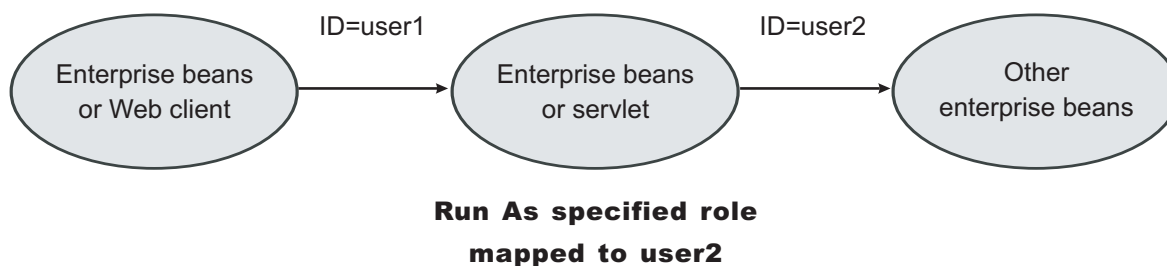 ID=user1
ID=user2
Enterprise beans
or Web client
Enterprise beans
or servlet
Other
enterprise beans
Run As specified role
mapped to user2